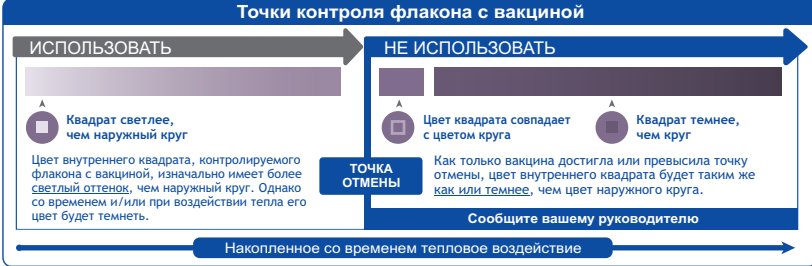 Точки контроля флакона с вакциной
ИСПОЛЬЗОВАТЬ
НЕ ИСПОЛЬЗОВАТЬ
Квадрат светлее,
чем наружный круг
Цвет квадрата совпадает
с цветом круга
Квадрат темнее,
чем круг
Цвет внутреннего квадрата, контролируемого
флакона с вакциной, изначально имеет более
светлый оттенок, чем наружный круг. Однако
со временем и/или при воздействии тепла его
цвет будет темнеть.
ТОЧКА
ОТМЕНЫ
Как только вакцина достигла или превысила точку
отмены, цвет внутреннего квадрата будет таким же
как или темнее, чем цвет наружного круга.
Сообщите вашему руководителю
Накопленное со временем тепловое воздействие